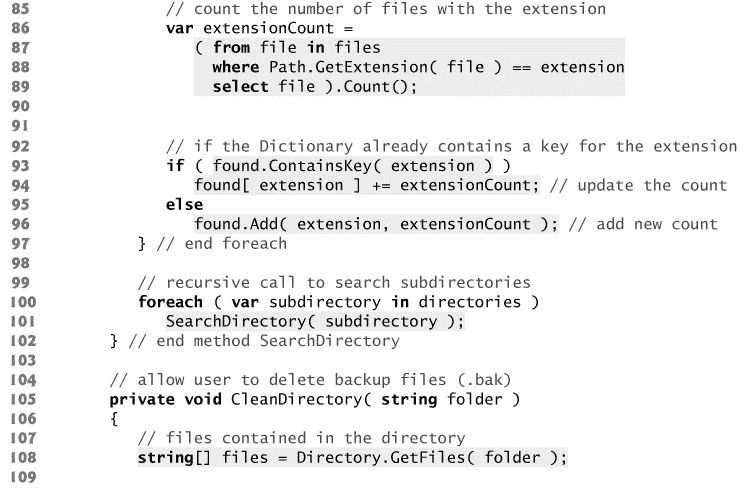 85 // count the number of files with the extension
86 var extensionCount =
87 ( from file in files
88 where Path.GetExtension( file ) == extension
89 select file ).Count();
90
91
92 // if the Dictionary already contains a key for the extension
93 if ( found.ContainsKey( extension ) )
94 found[ extension ] += extensionCount; // update the count
95 else
96 found.Add( extension, extensionCount ); // add new count
97 } // end foreach
98
99 // recursive call to search subdirectories
100 foreach ( var subdirectory in directories )
101 SearchDirectory( subdirectory );
102 } // end method SearchDirectory
103
104 // allow user to delete backup files (.bak)
105 private void CleanDirectory( string folder )
106 {
107 // files contained in the directory
108 string[] files = Directory.GetFiles( folder );
109